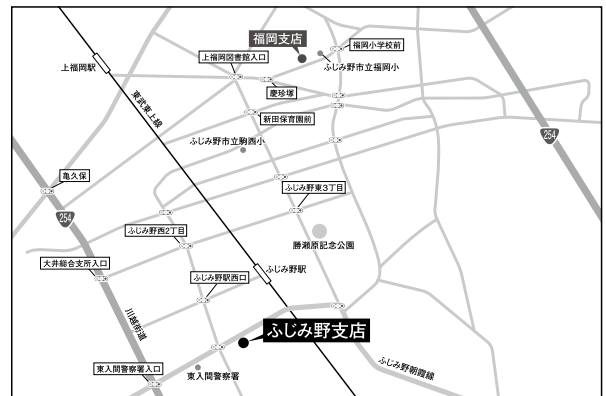 福岡支店
福岡小学校前
上福岡図書館入口
ふじみ野市立福岡小
上福岡駅
慶珍塚
東武東上線
新田保育園前
254
ふじみ野市立駒西小
亀久保
ふじみ野東3丁目
254
ふじみ野西2丁目
勝瀬原記念公園
大井総合支所入口
ふじみ野駅
ふじみ野駅西口
川越街道
ふじみ野支店
東入間警察署入口
東入間警察署
ふじみ野朝霞線